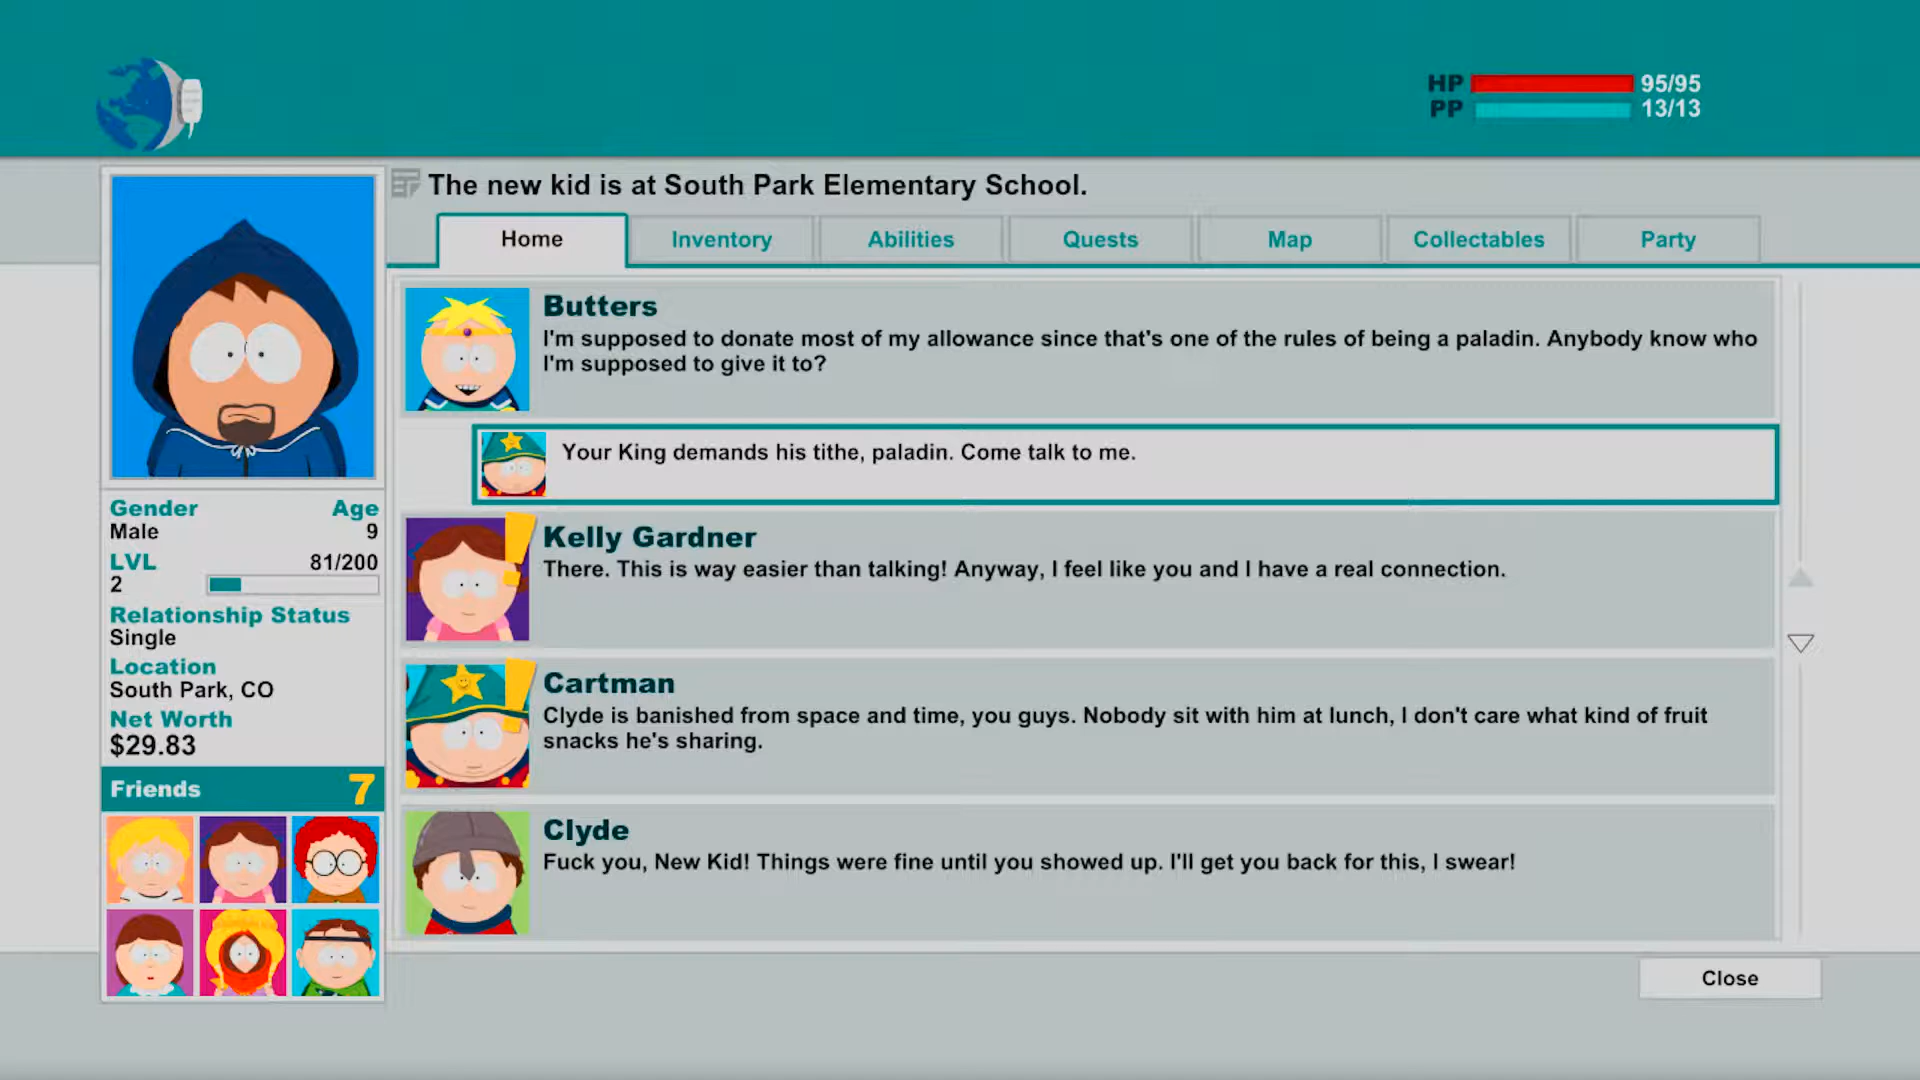 HP 95/95
PP 13/13
The new kid is at South Park Elementary School.
Home Inventory Abilities Quests Map Collectables Party
Butters
I'm supposed to donate most of my allowance since that's one of the rules of being a paladin. Anybody know who
I'm supposed to give it to?
Your King demands his tithe, paladin. Come talk to me.
Kelly Gardner
There. This is way easier than talking! Anyway, I feel like you and I have a real connection.
Cartman
Clyde is banished from space and time, you guys. Nobody sit with him at lunch, I don't care what kind of fruit
snacks he's sharing.
Clyde
Fuck you, New Kid! Things were fine until you showed up. I'll get you back for this, I swear!
Gender Age
Male 9
LVL 81/200
2
Relationship Status
Single
Location
South Park, CO
Net Worth
$29.83
Friends 7
Close